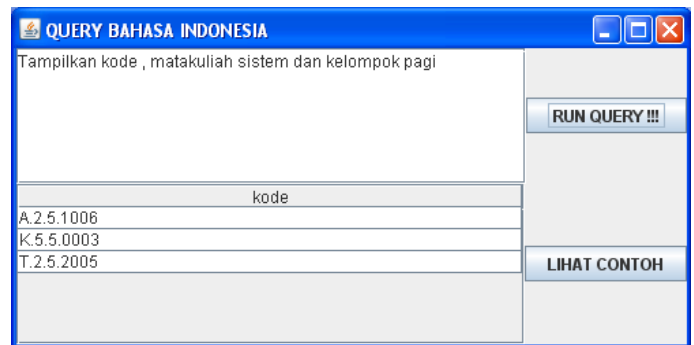 QUERY BAHASA INDONESIA
Tampilkan kode , matakuliah sistem dan kelompok pagi
RUN QUERY !!!
kode
A.2.5.1006
K.5.5.0003
T.2.5.2005
LIHAT CONTOH